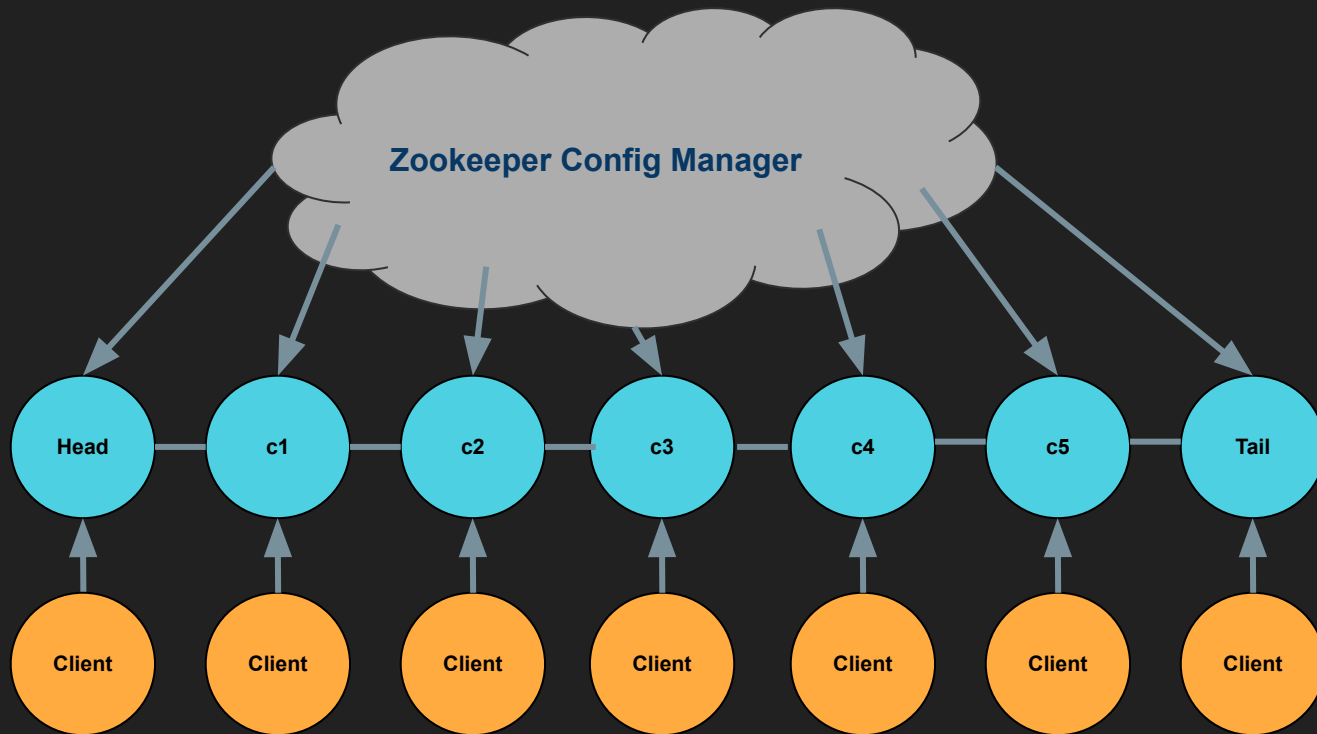 Zookeeper Config Manager
Head
c1
c2
c3
c4
c5
Tail
Client
Client
Client
Client
Client
Client
Client